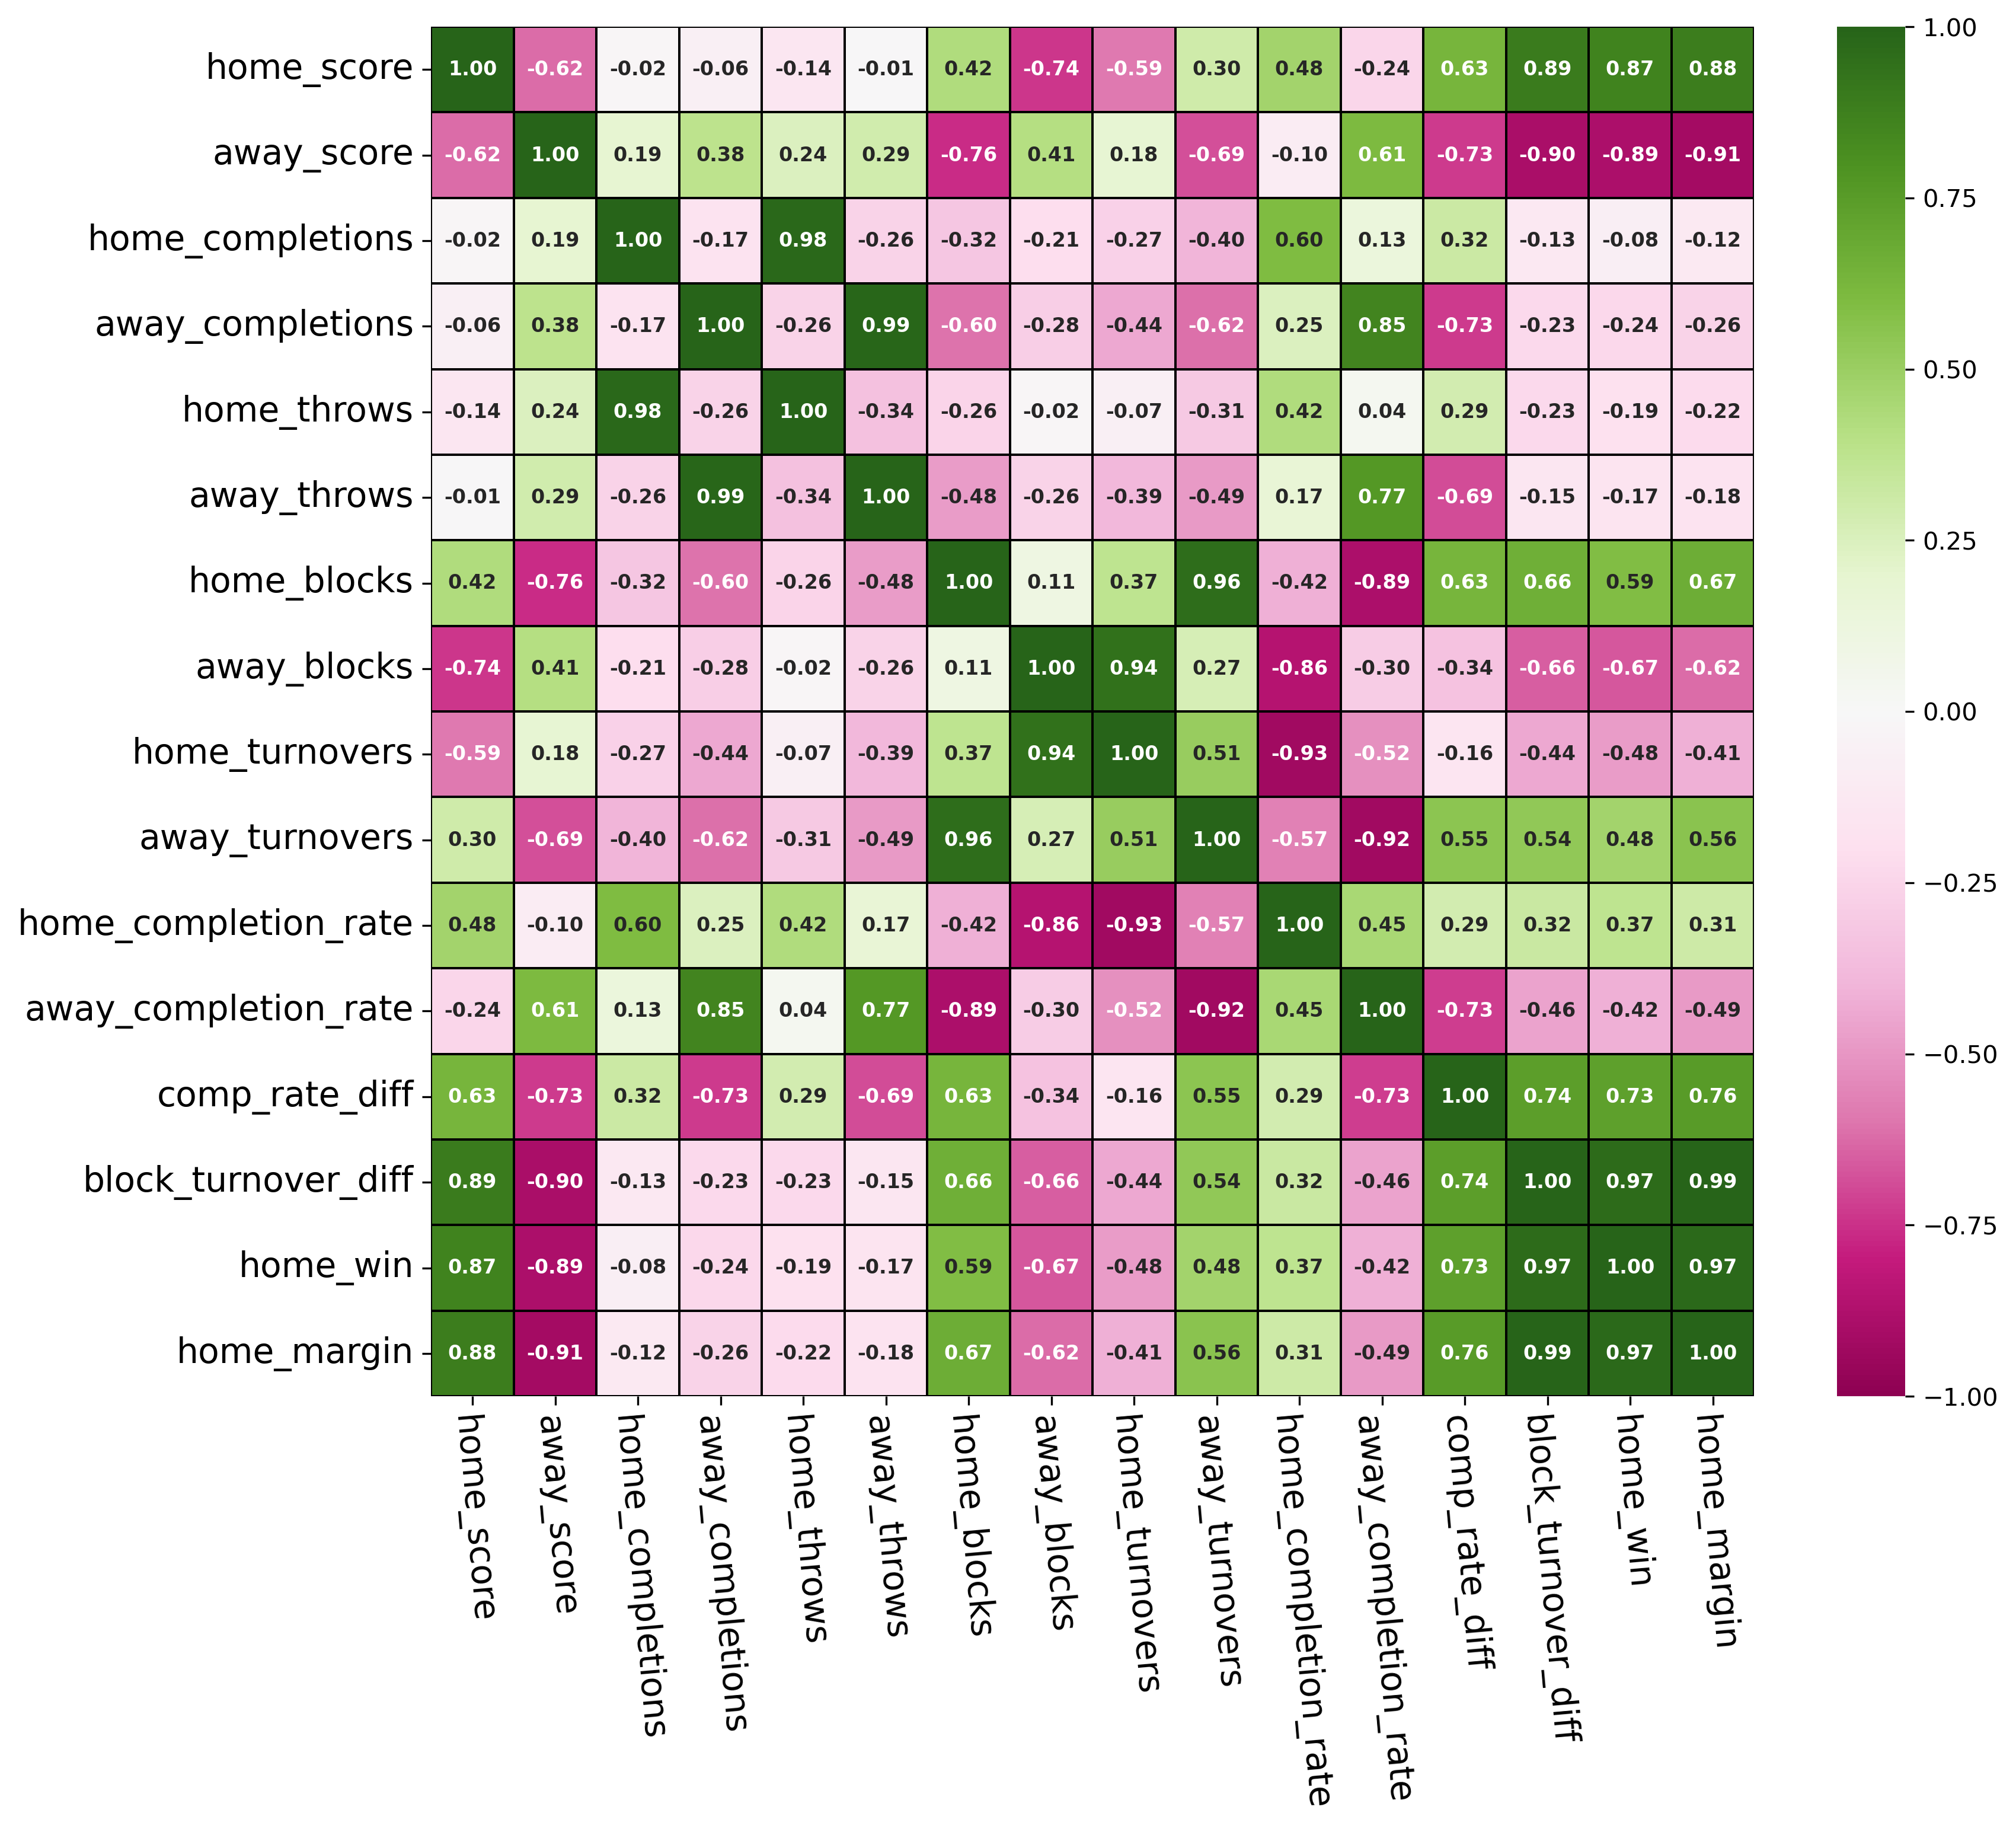 home_score 1.00 -0.62 -0.02 -0.06 -0.14 -0.01 0.42 -0.74 -0.59 0.30 0.48 -0.24 0.63 0.89 0.87 0.88
away_score -0.62 1.00 0.19 0.38 0.24 0.29 -0.76 0.41 0.18 -0.69 -0.10 0.61 -0.73 -0.90 -0.89 -0.91
home_completions -0.02 0.19 1.00 -0.17 0.98 -0.26 -0.32 -0.21 -0.27 -0.40 0.60 0.13 0.32 -0.13 -0.08 -0.12
away_completions -0.06 0.38 -0.17 1.00 -0.26 0.99 -0.60 -0.28 -0.44 -0.62 0.25 0.85 -0.73 -0.23 -0.24 -0.26
home_throws -0.14 0.24 0.98 -0.26 1.00 -0.34 -0.26 -0.02 -0.07 -0.31 0.42 0.04 0.29 -0.23 -0.19 -0.22
away_throws -0.01 0.29 -0.26 0.99 -0.34 1.00 -0.48 -0.26 -0.39 -0.49 0.17 0.77 -0.69 -0.15 -0.17 -0.18
home_blocks 0.42 -0.76 -0.32 -0.60 -0.26 -0.48 1.00 0.11 0.37 0.96 -0.42 -0.89 0.63 0.66 0.59 0.67
away_blocks -0.74 0.41 -0.21 -0.28 -0.02 -0.26 0.11 1.00 0.94 0.27 -0.86 -0.30 -0.34 -0.66 -0.67 -0.62
home_turnovers -0.59 0.18 -0.27 -0.44 -0.07 -0.39 0.37 0.94 1.00 0.51 -0.93 -0.52 -0.16 -0.44 -0.48 -0.41
away_turnovers 0.30 -0.69 -0.40 -0.62 -0.31 -0.49 0.96 0.27 0.51 1.00 -0.57 -0.92 0.55 0.54 0.48 0.56
home_completion_rate 0.48 -0.10 0.60 0.25 0.42 0.17 -0.42 -0.86 -0.93 -0.57 1.00 0.45 0.29 0.32 0.37 0.31
away_completion_rate -0.24 0.61 0.13 0.85 0.04 0.77 -0.89 -0.30 -0.52 -0.92 0.45 1.00 -0.73 -0.46 -0.42 -0.49
comp_rate_diff 0.63 -0.73 0.32 -0.73 0.29 -0.69 0.63 -0.34 -0.16 0.55 0.29 -0.73 1.00 0.74 0.73 0.76
block_turnover_diff 0.89 -0.90 -0.13 -0.23 -0.23 -0.15 0.66 -0.66 -0.44 0.54 0.32 -0.46 0.74 1.00 0.97 0.99
home_win 0.87 -0.89 -0.08 -0.24 -0.19 -0.17 0.59 -0.67 -0.48 0.48 0.37 -0.42 0.73 0.97 1.00 0.97
home_margin 0.88 -0.91 -0.12 -0.26 -0.22 -0.18 0.67 -0.62 -0.41 0.56 0.31 -0.49 0.76 0.99 0.97 1.00
home_score
away_score
home_completions
away_completions
home_throws
away_throws
home_blocks
away_blocks
home_turnovers
away_turnovers
home_completion_rate
away_completion_rate
comp_rate_diff
block_turnover_diff
home_win
home_margin
1.00
0.75
0.50
0.25
0.00
−0.25
−0.50
−0.75
−1.00